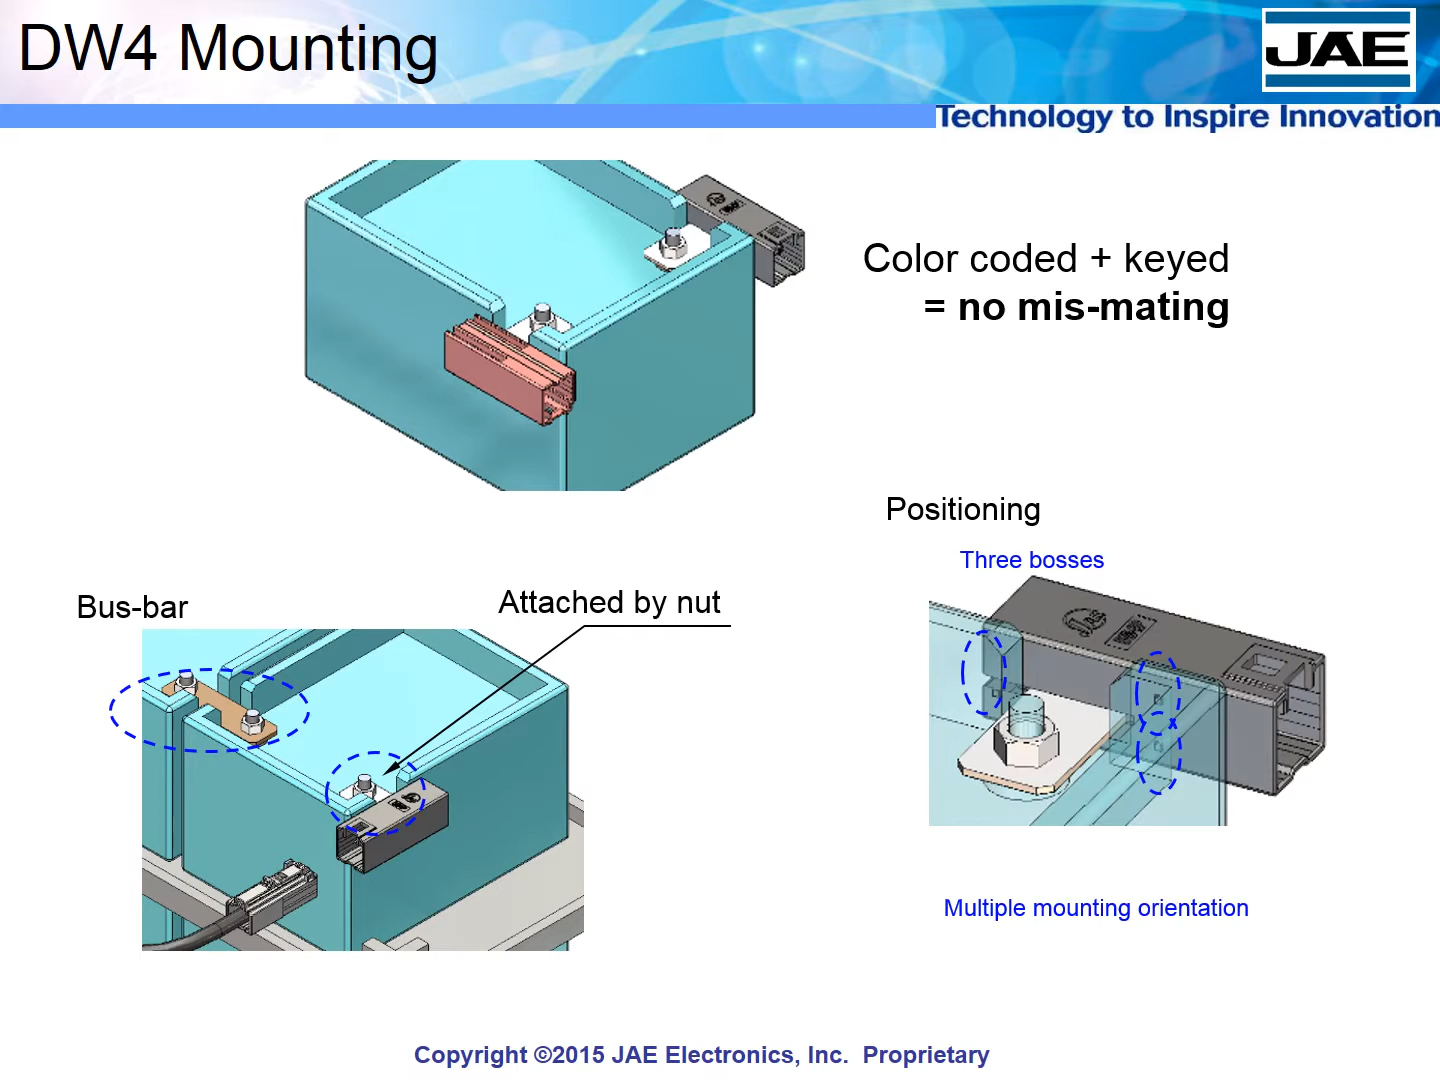 DW4 Mounting
JAE
Technology to Inspire Innovation
Color coded + keyed
= no mis-mating
Positioning
Three bosses
Bus-bar
Attached by nut
Multiple mounting orientation
Copyright ©2015 JAE Electronics, Inc. Proprietary